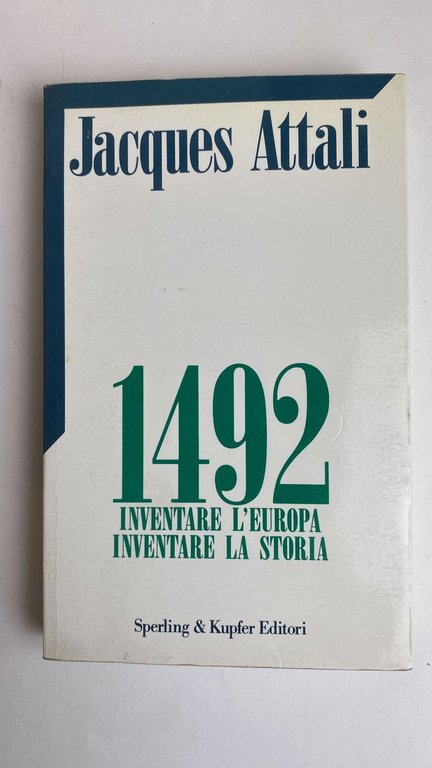 Jacques Attali
1492
INVENTARE L'EUROPA
INVENTARE LA STORIA
Sperling & Kupfer Editori